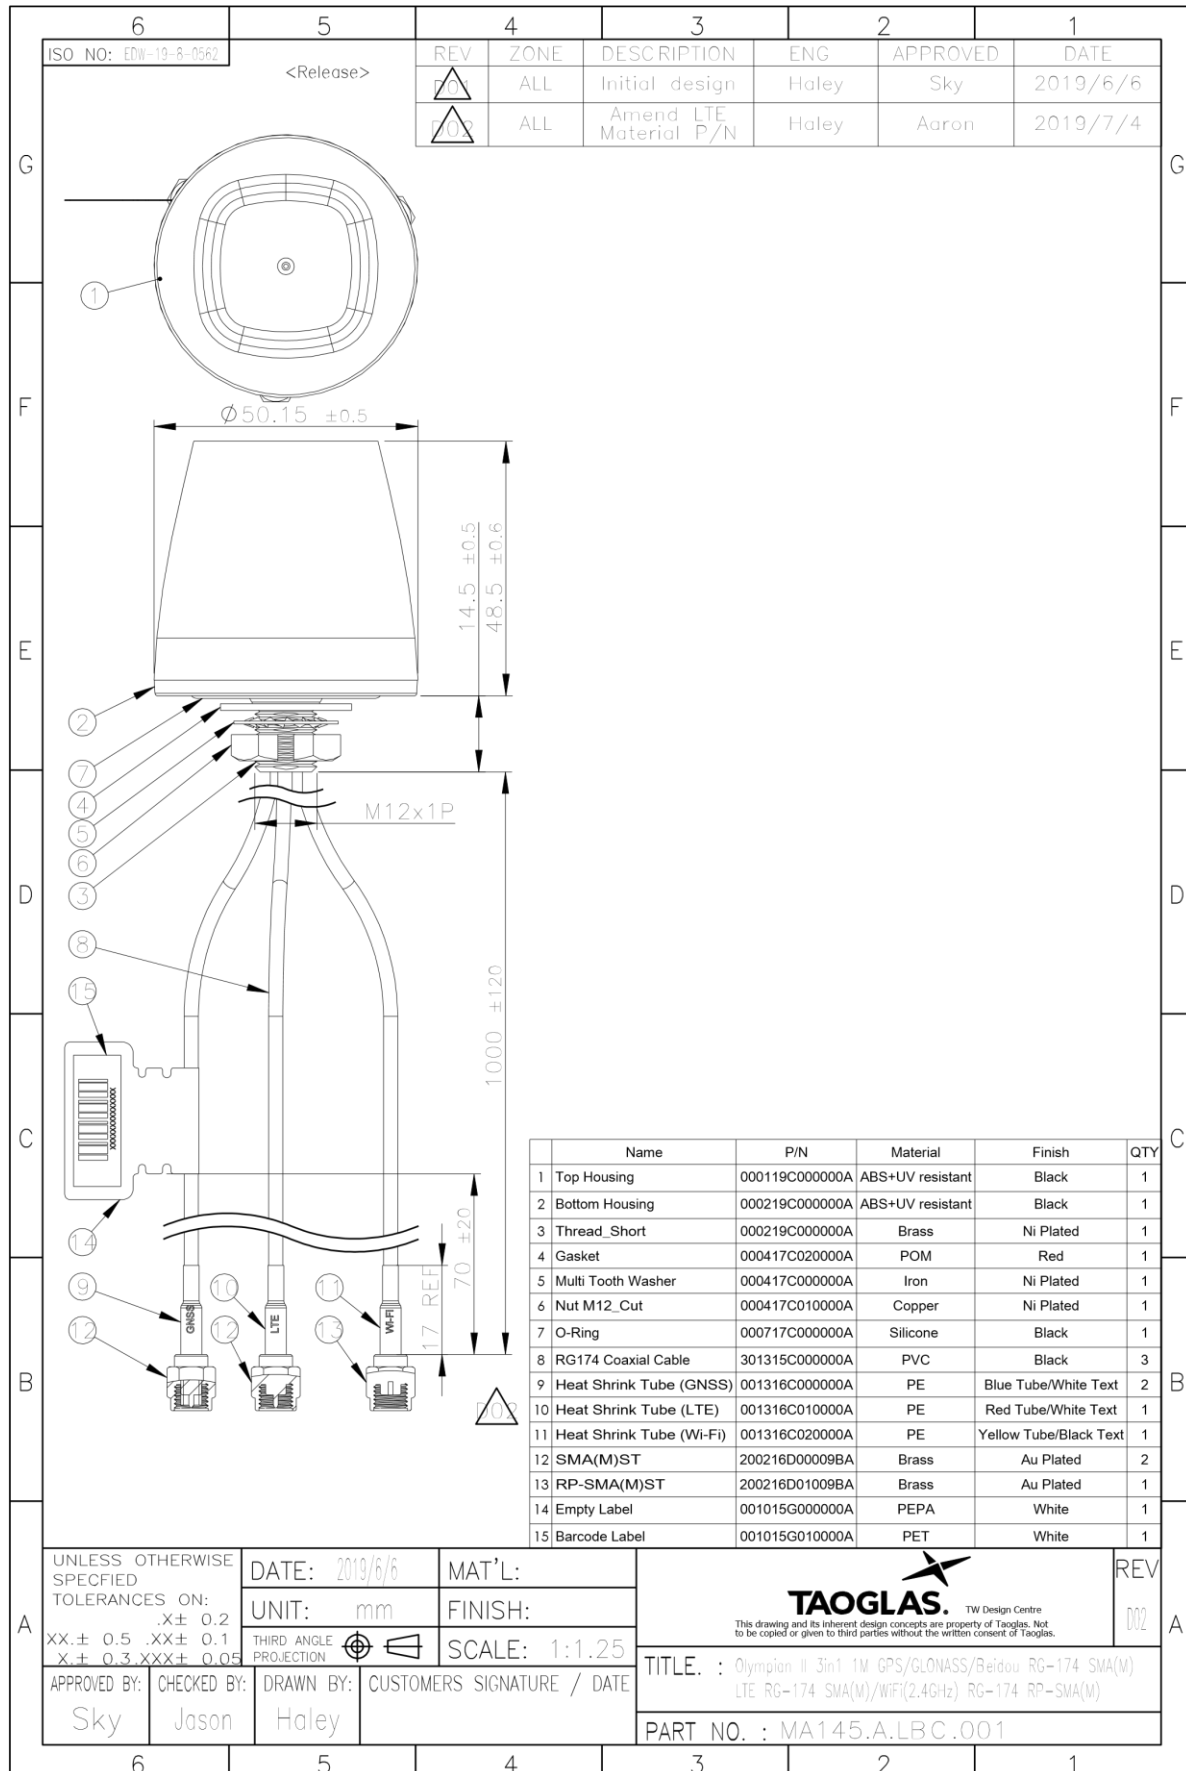 6 5 4 3 2 1
ISO NO: EDW-19-8-0562
<Release>
REV ZONE DESCRIPTION ENG APPROVED DATE
D01 ALL Initial design Haley Sky 2019/6/6
D02 ALL Amend LTE Material P/N Haley Aaron 2019/7/4
G G
1
F F
Ø50.15 ±0.5
14.5 ±0.5
48.5 ±0.6
E E
2
7
4
5
6
3
M12x1P
D D
8
15
1000 ±120
XXXXXXXXXXXXXXX
C C
14
70 ±20
17 REF
9 GNSS 10 LTE 11 Wi-Fi
12 12 13
B B
D02
Name P/N Material Finish QTY
1 Top Housing 000119C000000A ABS+UV resistant Black 1
2 Bottom Housing 000219C000000A ABS+UV resistant Black 1
3 Thread_Short 000219C000000A Brass Ni Plated 1
4 Gasket 000417C020000A POM Red 1
5 Multi Tooth Washer 000417C000000A Iron Ni Plated 1
6 Nut M12_Cut 000417C010000A Copper Ni Plated 1
7 O-Ring 000717C000000A Silicone Black 1
8 RG174 Coaxial Cable 301315C000000A PVC Black 3
9 Heat Shrink Tube (GNSS) 001316C000000A PE Blue Tube/White Text 2
10 Heat Shrink Tube (LTE) 001316C010000A PE Red Tube/White Text 1
11 Heat Shrink Tube (Wi-Fi) 001316C020000A PE Yellow Tube/Black Text 1
12 SMA(M)ST 200216D00009BA Brass Au Plated 2
13 RP-SMA(M)ST 200216D01009BA Brass Au Plated 1
14 Empty Label 001015G000000A PEPA White 1
15 Barcode Label 001015G010000A PET White 1
A A
UNLESS OTHERWISE
SPECFIED
TOLERANCES ON:
.X± 0.2
XX.± 0.5 .XX± 0.1
X.± 0.3 .XXX± 0.05
DATE: 2019/6/6
UNIT: mm
THIRD ANGLE
PROJECTION
MAT'L:
FINISH:
SCALE: 1:1.25
TAOGLAS. TW Design Centre
This drawing and its inherent design concepts are property of Taoglas. Not
to be copied or given to third parties without the written consent of Taoglas.
REV
D02
APPROVED BY: CHECKED BY: DRAWN BY: CUSTOMERS SIGNATURE / DATE
Sky Jason Haley
TITLE. : Olympian II 3in1 1M GPS/GLONASS/Beidou RG-174 SMA(M)
LTE RG-174 SMA(M)/WiFi(2.4GHz) RG-174 RP-SMA(M)
PART NO. : MA145.A.LBC.001
6 5 4 3 2 1